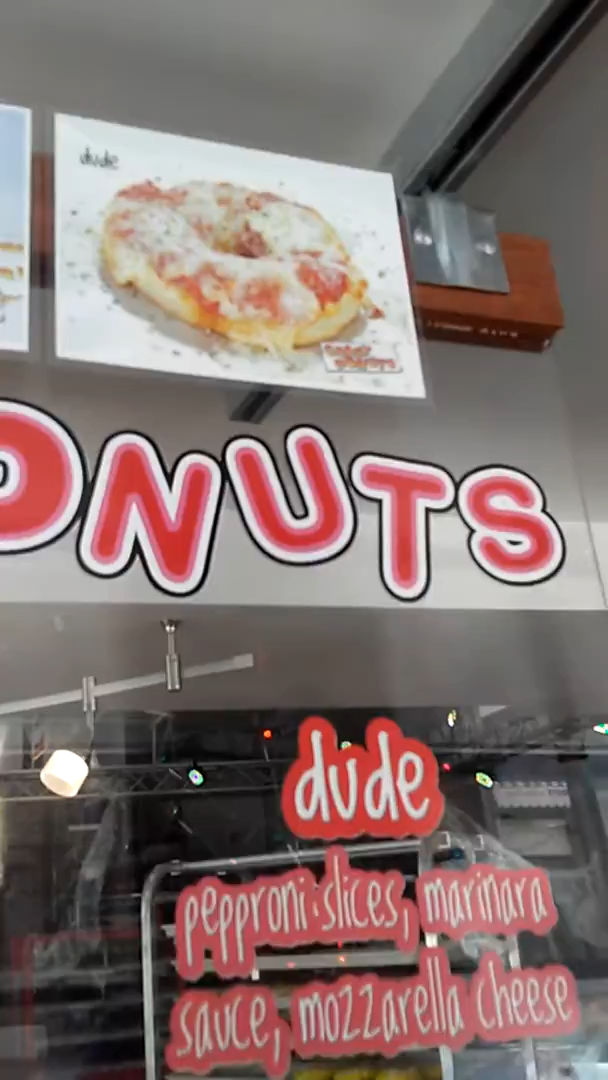 dude
ONUTS
dude
pepproni slices, marinara
sauce, mozzarella cheese